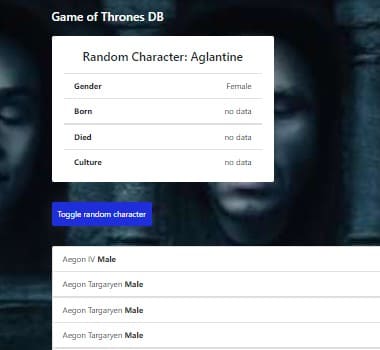 Game of Thrones DB
Random Character: Aglantine
Gender Female
Born no data
Died no data
Culture no data
Toggle random character
Aegon IV Male
Aegon Targaryen Male
Aegon Targaryen Male
Aegon Targaryen Male